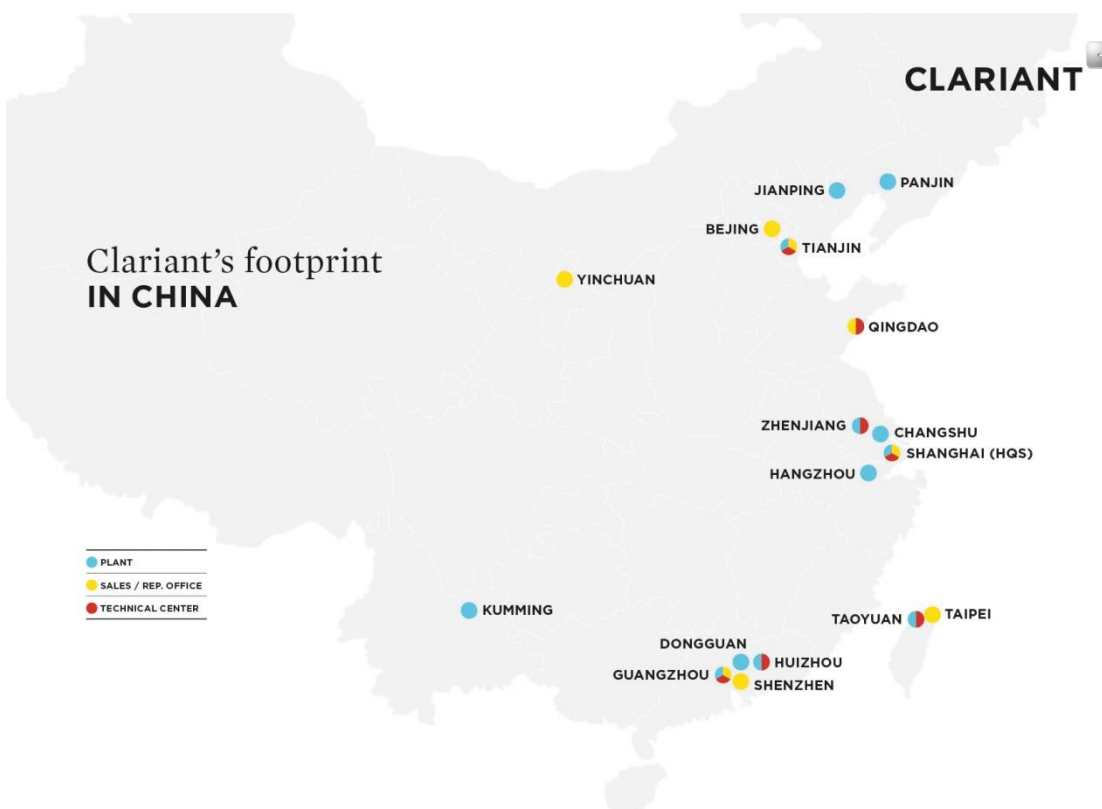 CLARIANT
JIANPING
PANJIN
BEJING
TIANJIN
Clariant's footprint
IN CHINA
YINCHUAN
QINGDAO
ZHENJIANG
CHANGSHU
SHANGHAI (HQS)
HANGZHOU
PLANT
SALES / REP. OFFICE
TECHNICAL CENTER
KUMMING
TAOYUAN
TAIPEI
DONGGUAN
HUIZHOU
GUANGZHOU
SHENZHEN